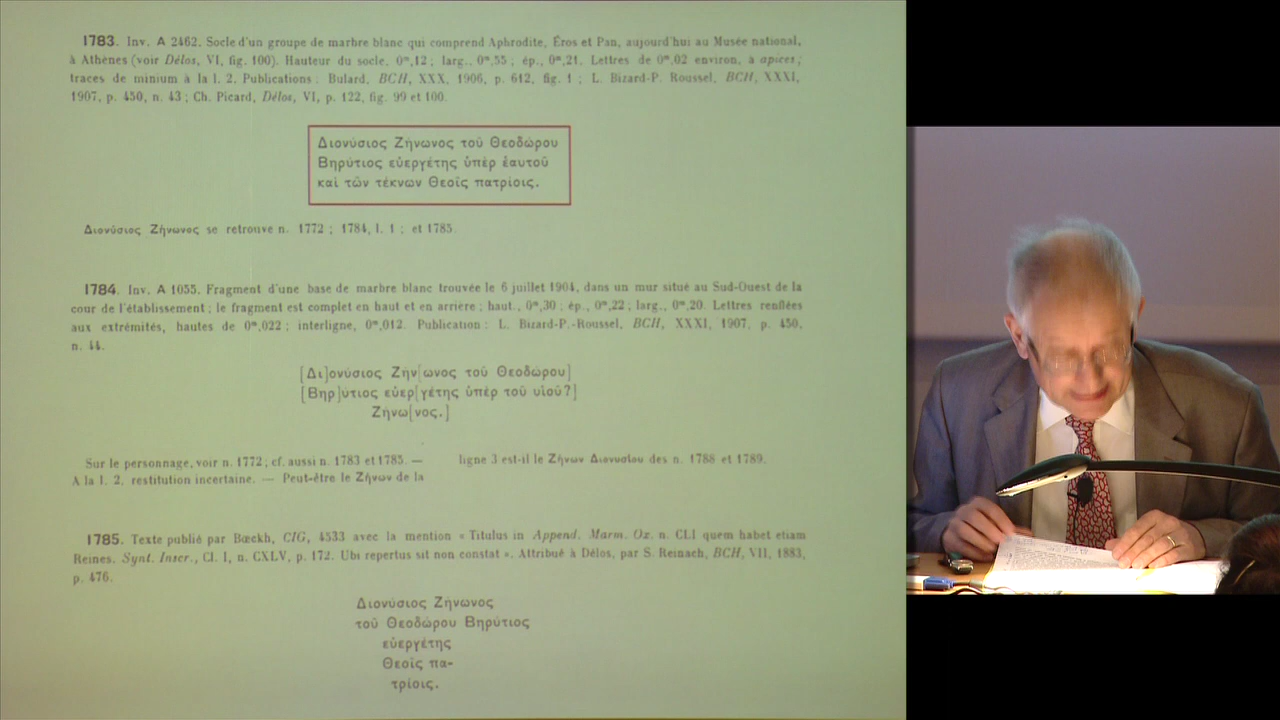 1783. Inv. A 2462. Socle d'un groupe de marbre blanc qui comprend Aphrodite, Éros et Pan, aujourd'hui au Musée national,
à Athènes (voir Délos, VI, fig. 100). Hauteur du socle, 0ᵐ,12 ; larg., 0ᵐ,55 ; ép., 0ᵐ,21. Lettres de 0ᵐ,02 environ, à apices ;
traces de minium à la l. 2. Publications : Bulard, BCH, XXX, 1906, p. 612, fig. 1 ; L. Bizard-P. Roussel, BCH, XXXI,
1907, p. 450, n. 43 ; Ch. Picard, Délos, VI, p. 122, fig. 99 et 100.
Διονύσιος Ζήνωνος τοῦ Θεοδώρου
Βηρύτιος εὐεργέτης ὑπὲρ ἑαυτοῦ
καὶ τῶν τέκνων Θεοῖς πατρίοις.
Διονύσιος Ζήνωνος se retrouve n. 1772 ; 1784, l. 1 ; et 1785.
1784. Inv. A 1055. Fragment d'une base de marbre blanc trouvée le 6 juillet 1904, dans un mur situé au Sud-Ouest de la
cour de l'établissement ; le fragment est complet en haut et en arrière ; haut., 0ᵐ,30 ; ép., 0ᵐ,22 ; larg., 0ᵐ,20. Lettres renflées
aux extrémités, hautes de 0ᵐ,022 ; interligne, 0ᵐ,012. Publication : L. Bizard-P.-Roussel, BCH, XXXI, 1907, p. 450,
n. 44.
[Δι]ονύσιος Ζήν[ωνος τοῦ Θεοδώρου]
[Βηρ]ύτιος εὐερ[γέτης ὑπὲρ τοῦ υἱοῦ?]
Ζήνω[νος.]
Sur le personnage, voir n. 1772 ; cf. aussi n. 1783 et 1785. —
A la l. 2, restitution incertaine. — Peut-être le Ζήνων de la
ligne 3 est-il le Ζήνων Διονυσίου des n. 1788 et 1789.
1785. Texte publié par Bœckh, CIG, 4533 avec la mention « Titulus in Append. Marm. Ox. n. CLI quem habet etiam
Reines. Synt. Inscr., Cl. I, n. CXLV, p. 172. Ubi repertus sit non constat ». Attribué à Délos, par S. Reinach, BCH, VII, 1883,
p. 476.
Διονύσιος Ζήνωνος
τοῦ Θεοδώρου Βηρύτιος
εὐεργέτης
Θεοῖς πα-
τρίοις.